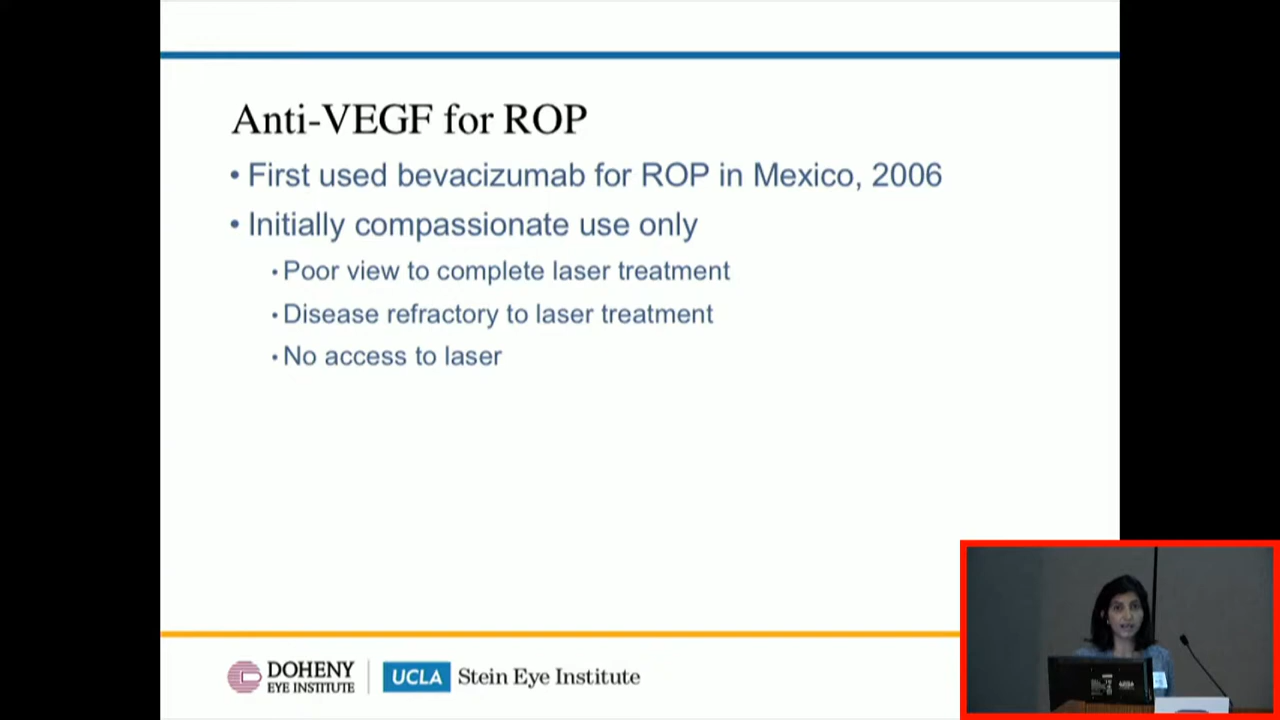 Anti-VEGF for ROP
• First used bevacizumab for ROP in Mexico, 2006
• Initially compassionate use only
• Poor view to complete laser treatment
• Disease refractory to laser treatment
• No access to laser
DOHENY
EYE INSTITUTE
UCLA Stein Eye Institute